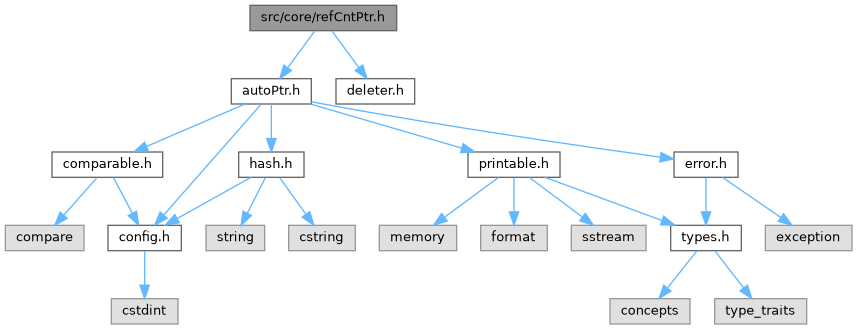 src/core/refCntPtr.h
autoPtr.h
deleter.h
comparable.h
hash.h
printable.h
error.h
compare
config.h
string
cstring
memory
format
sstream
types.h
exception
cstdint
concepts
type_traits